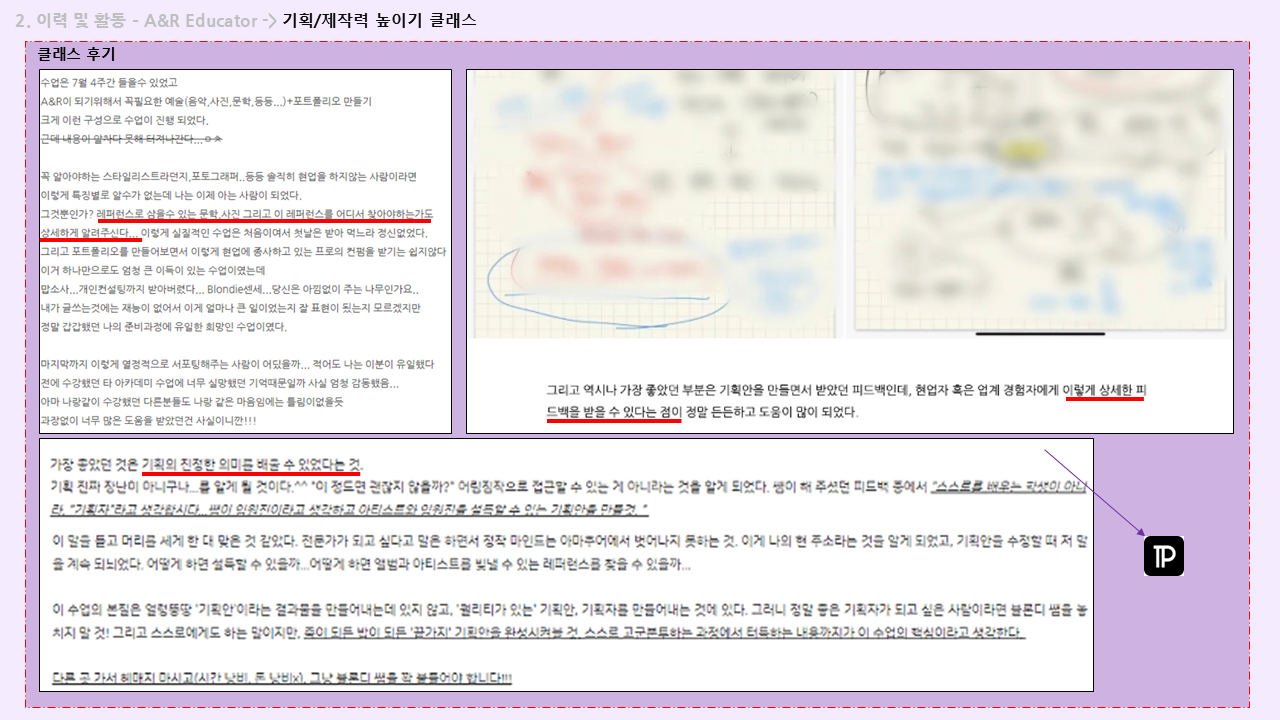 2. 이력 및 활동 - A&R Educator -> 기획/제작력 높이기 클래스
클래스 후기
수업은 7월 4주간 들을수 있었고
A&R이 되기위해서 꼭필요한 예술(음악,사진,문학,등등...)+포트폴리오 만들기
크게 이런 구성으로 수업이 진행 되었다.
근데 내용이 알차다 못해 터져나간다...ㅁㅊ
꼭 알아야하는 스타일리스트라던지,포토그래퍼..등등 솔직히 현업을 하지않는 사람이라면
이렇게 특징별로 알수가 없는데 나는 이제 아는 사람이 되었다.
그것뿐인가? 레퍼런스로 삼을수 있는 문학,사진 그리고 이 레퍼런스를 어디서 찾아야하는가도
상세하게 알려주신다... 이렇게 실질적인 수업은 처음이여서 첫날은 받아 먹느라 정신없었다.
그리고 포트폴리오를 만들어보면서 이렇게 현업에 종사하고 있는 프로의 컨펌을 받기는 쉽지않다
이거 하나만으로도 엄청 큰 이득이 있는 수업이였는데
맙소사...개인컨설팅까지 받아버렸다... Blondie센세...당신은 아낌없이 주는 나무인가요..
내가 글쓰는것에는 재능이 없어서 이게 얼마나 큰 일이었는지 잘 표현이 됬는지 모르겠지만
정말 갑갑했던 나의 준비과정에 유일한 희망인 수업이였다.
마지막까지 이렇게 열정적으로 서포팅해주는 사람이 어딨을까... 적어도 나는 이분이 유일했다
전에 수강했던 타 아카데미 수업에 너무 실망했던 기억때문일까 사실 엄청 감동했음...
아마 나랑같이 수강했던 다른분들도 나랑 같은 마음임에는 틀림이없을듯
과장없이 너무 많은 도움을 받았던건 사실이니깐!!!
그리고 역시나 가장 좋았던 부분은 기획안을 만들면서 받았던 피드백인데, 현업자 혹은 업계 경험자에게 이렇게 상세한 피
드백을 받을 수 있다는 점이 정말 든든하고 도움이 많이 되었다.
가장 좋았던 것은 기획의 진정한 의미를 배울 수 있었다는 것.
기획 진짜 장난이 아니구나...를 알게 될 것이다.^^ "이 정도면 괜찮지 않을까?" 어림짐작으로 접근할 수 있는 게 아니라는 것을 알게 되었다. 쌤이 해 주셨던 피드백 중에서 "스스로를 배우는 학생이 아니
라, "기획자"라고 생각합시다...쌤이 임원진이라고 생각하고 아티스트와 임원진을 설득할 수 있는 기획안을 만들것. "
이 말을 듣고 머리를 세게 한 대 맞은 것 같았다. 전문가가 되고 싶다고 말은 하면서 정작 마인드는 아마추어에서 벗어나지 못하는 것. 이게 나의 현 주소라는 것을 알게 되었고, 기획안을 수정할 때 저 말
을 계속 되뇌었다. 어떻게 하면 설득할 수 있을까...어떻게 하면 앨범과 아티스트를 빛낼 수 있는 레퍼런스를 찾을 수 있을까...
이 수업의 본질은 얼렁뚱땅 '기획안'이라는 결과물을 만들어내는데 있지 않고, '퀄리티가 있는' 기획안, 기획자를 만들어내는 것에 있다. 그러니 정말 좋은 기획자가 되고 싶은 사람이라면 블론디 쌤을 놓
치지 말 것! 그리고 스스로에게도 하는 말이지만, 죽이 되든 밥이 되든 '끝가지' 기획안을 완성시켜볼 것. 스스로 고군분투하는 과정에서 터득하는 내용까지가 이 수업의 핵심이라고 생각한다.
다른 곳 가서 헤매지 마시고(시간 낭비, 돈 낭비x), 그냥 블론디 쌤을 꽉 붙들어야 합니다!!!